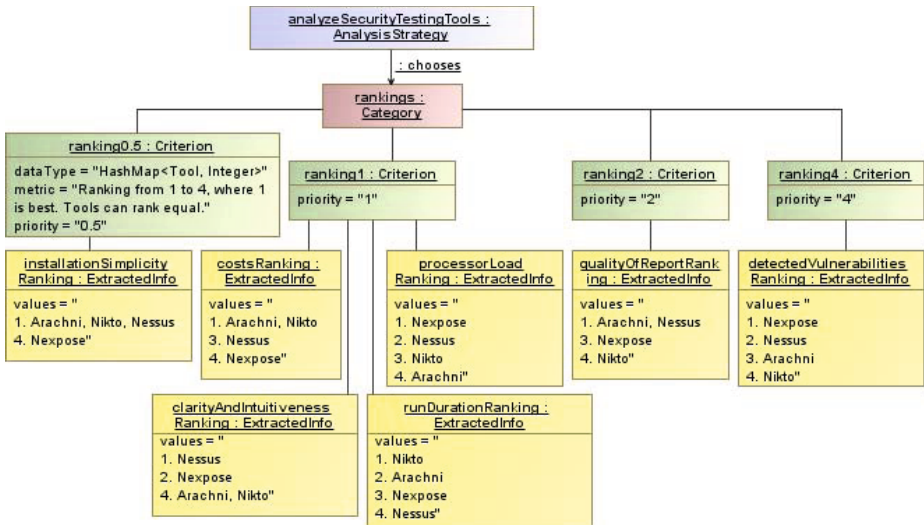 analyzeSecurityTestingTools :
AnalysisStrategy
: chooses
rankings :
Category
ranking0.5 : Criterion
dataType = "HashMap<Tool, Integer>"
metric = "Ranking from 1 to 4, where 1
is best. Tools can rank equal."
priority = "0.5"
ranking1 : Criterion
priority = "1"
ranking2 : Criterion
priority = "2"
ranking4 : Criterion
priority = "4"
installationSimplicity
Ranking : ExtractedInfo
values = "
1. Arachni, Nikto, Nessus
4. Nexpose"
costsRanking :
ExtractedInfo
values = "
1. Arachni, Nikto
3. Nessus
4. Nexpose"
processorLoad
Ranking : ExtractedInfo
values = "
1. Nexpose
2. Nessus
3. Nikto
4. Arachni"
qualityOfReportRank
ing : ExtractedInfo
values = "
1. Arachni, Nessus
3. Nexpose
4. Nikto"
detectedVulnerabilities
Ranking : ExtractedInfo
values = "
1. Nexpose
2. Nessus
3. Arachni
4. Nikto"
clarityAndIntuitiveness
Ranking : ExtractedInfo
values = "
1. Nessus
2. Nexpose
4. Arachni, Nikto"
runDurationRanking :
ExtractedInfo
values = "
1. Nikto
2. Arachni
3. Nexpose
4. Nessus"